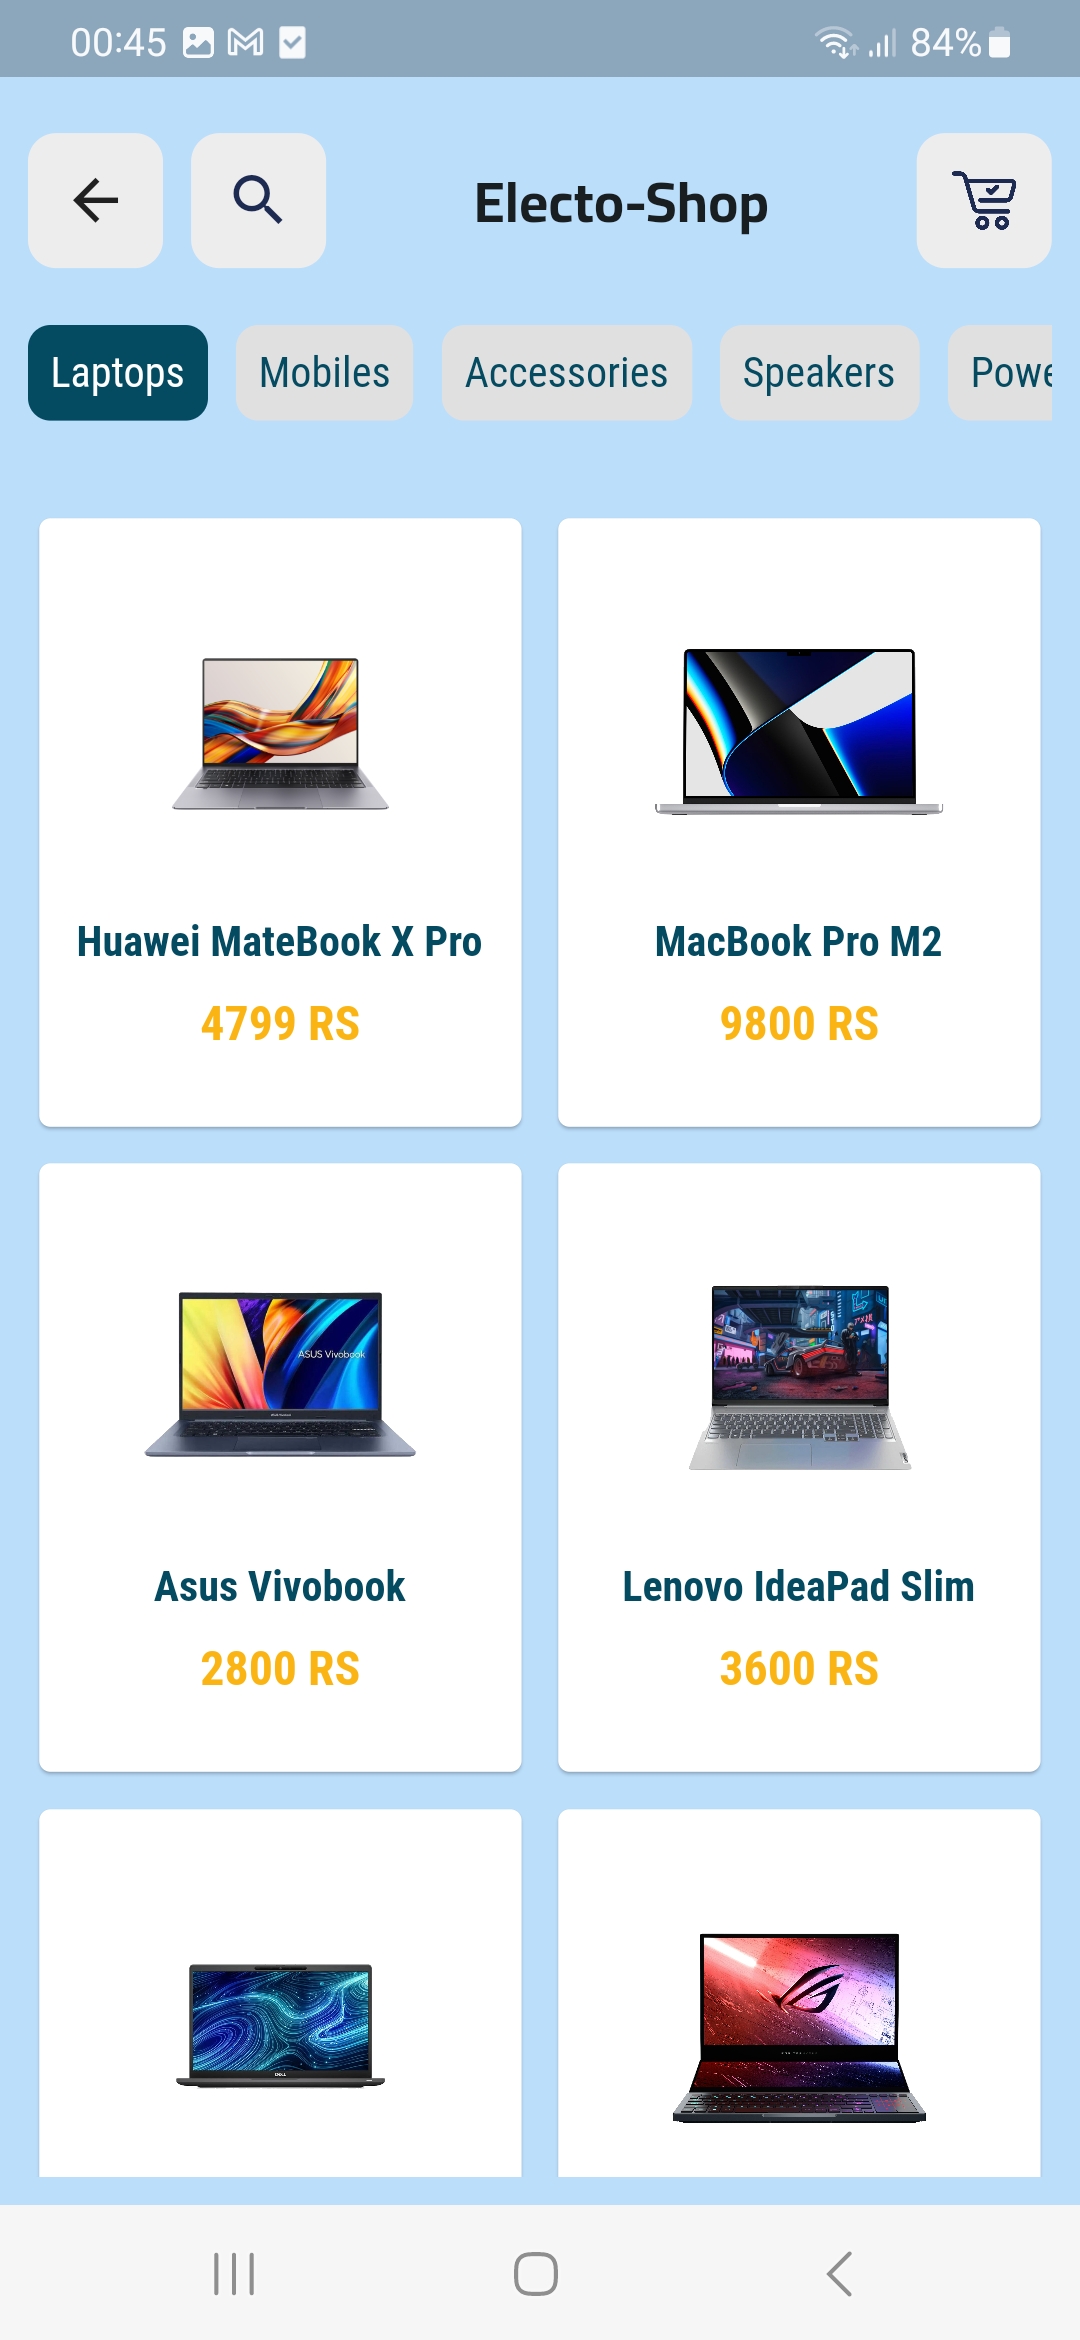 00:45 84%
Electo-Shop
Laptops Mobiles Accessories Speakers Powe
Huawei MateBook X Pro
4799 RS
MacBook Pro M2
9800 RS
ASUS Vivobook
Asus Vivobook
2800 RS
Lenovo IdeaPad Slim
3600 RS
DELL